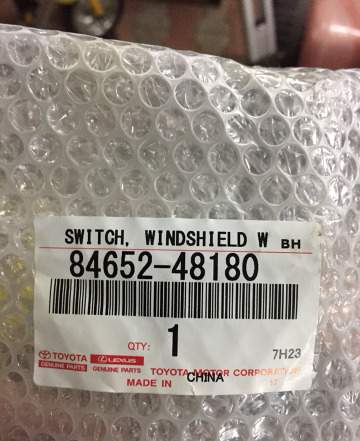 SWITCH, WINDSHIELD W BH
84652-48180
QTY: 1
7H23
TOYOTA LEXUS TOYOTA MOTOR CORPORATION
GENUINE PARTS GENUINE PARTS
MADE IN CHINA